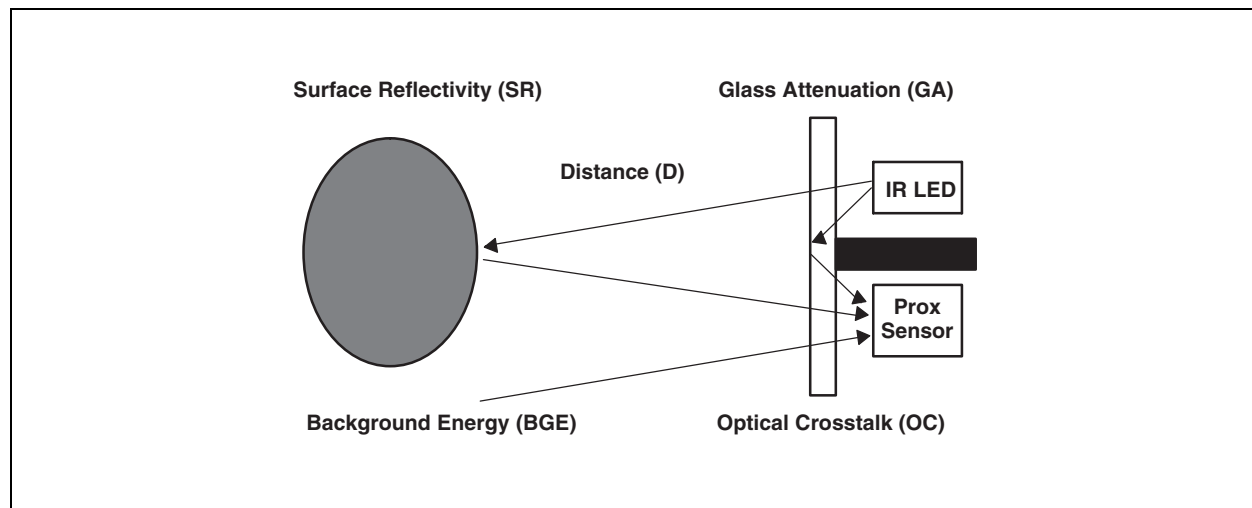 Surface Reflectivity (SR)
Glass Attenuation (GA)
Distance (D)
IR LED
Prox
Sensor
Background Energy (BGE)
Optical Crosstalk (OC)